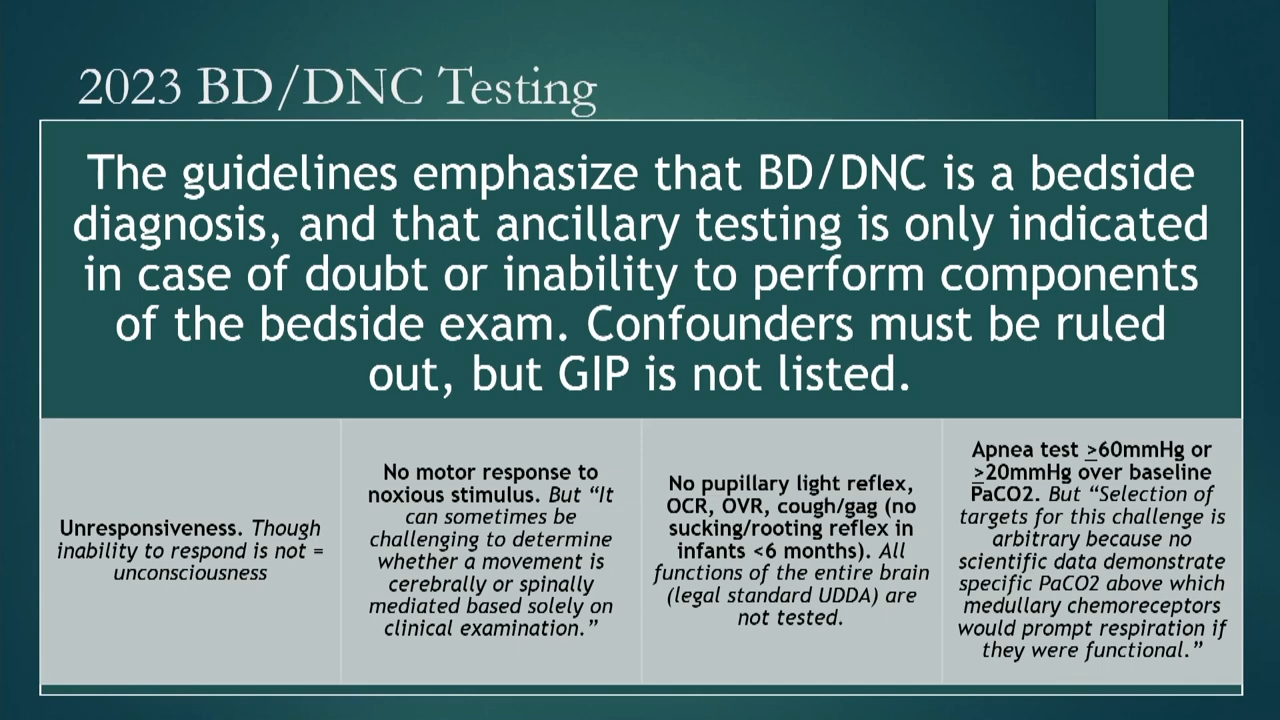 2023 BD/DNC Testing
The guidelines emphasize that BD/DNC is a bedside
diagnosis, and that ancillary testing is only indicated
in case of doubt or inability to perform components
of the bedside exam. Confounders must be ruled
out, but GIP is not listed.
Unresponsiveness. Though
inability to respond is not =
unconsciousness
No motor response to
noxious stimulus. But “It
can sometimes be
challenging to determine
whether a movement is
cerebrally or spinally
mediated based solely on
clinical examination.”
No pupillary light reflex,
OCR, OVR, cough/gag (no
sucking/rooting reflex in
infants <6 months). All
functions of the entire brain
(legal standard UDDA) are
not tested.
Apnea test ≥60mmHg or
≥20mmHg over baseline
PaCO2. But “Selection of
targets for this challenge is
arbitrary because no
scientific data demonstrate
specific PaCO2 above which
medullary chemoreceptors
would prompt respiration if
they were functional.”